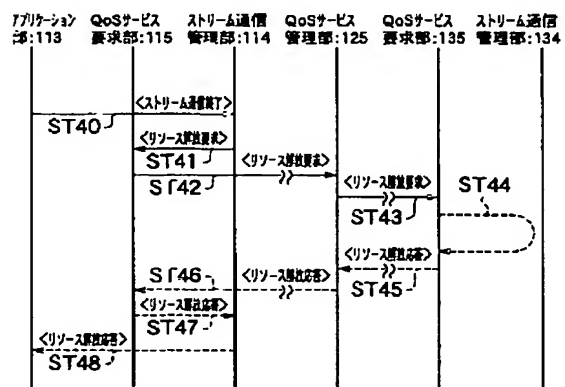 アプリケーション QoSサービス ストリーム通信 QoSサービス QoSサービス ストリーム通信
部:113 要求部:115 管理部:114 管理部:125 要求部:135 管理部:134
<ストリーム通信終了>
ST40
<リソース解放要求>
ST41
<リソース解放要求>
ST42
<リソース解放要求>
ST43
ST44
<リソース解放応答>
ST45
<リソース解放応答>
ST46
<リソース解放応答>
ST47
<リソース解放応答>
ST48